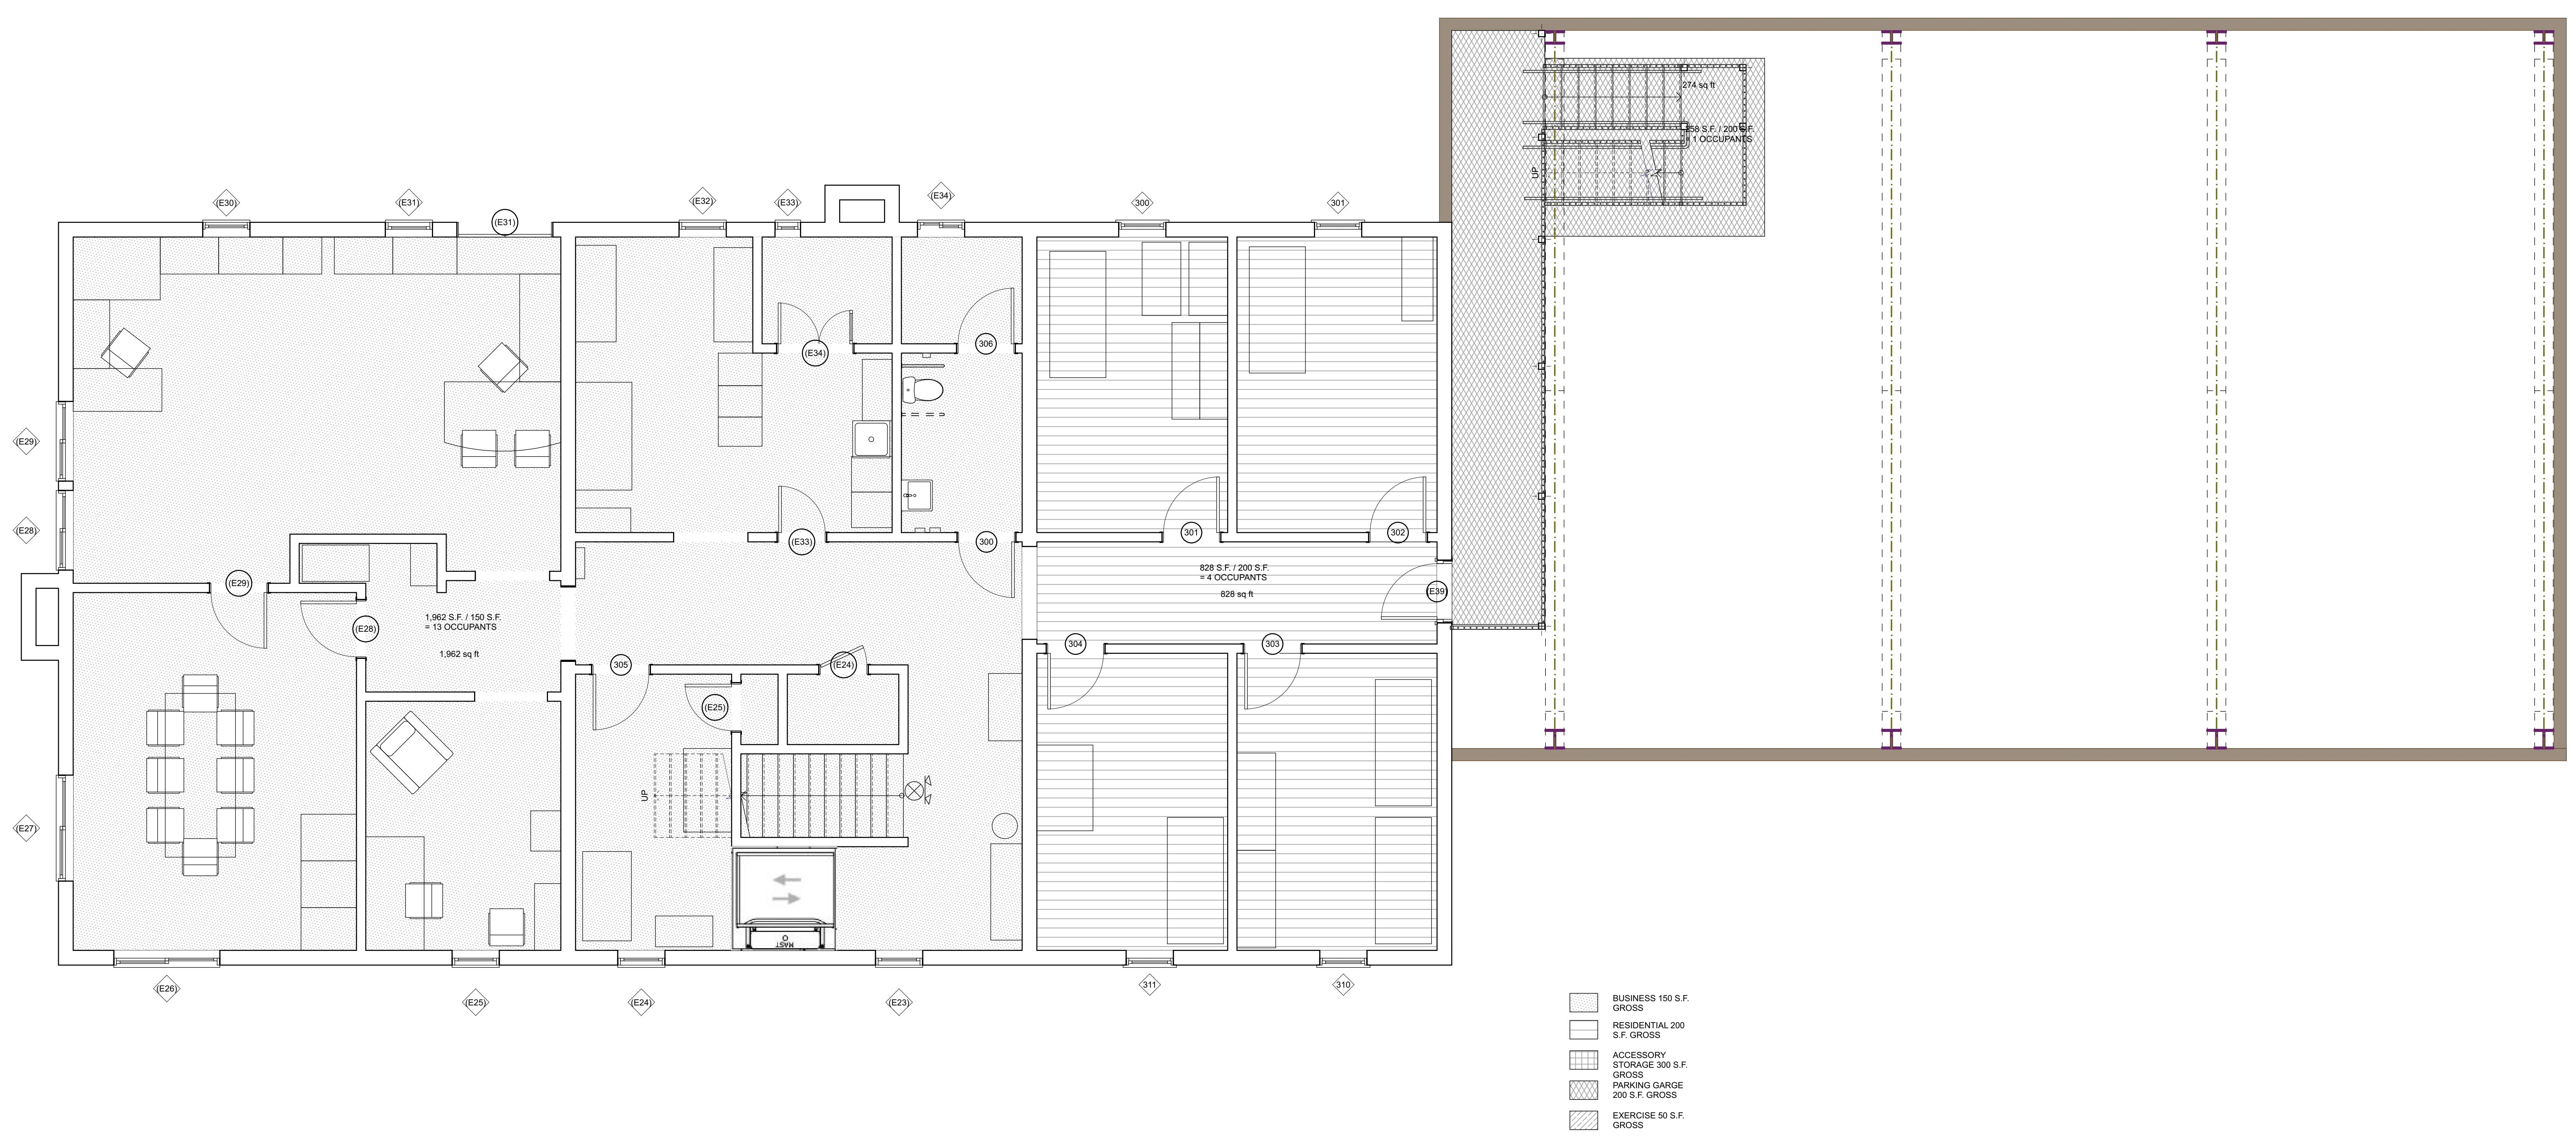 274 sq ft
258 S.F. / 200 S.F.
= 1 OCCUPANTS
UP
(E30)
(E31)
(E31)
(E32)
(E33)
(E34)
300
301
(E34)
306
(E29)
(E28)
(E33)
300
301
302
(E29)
(E28)
828 S.F. / 200 S.F.
= 4 OCCUPANTS
828 sq ft
(E39)
1,962 S.F. / 150 S.F.
= 13 OCCUPANTS
1,962 sq ft
305
(E24)
304
303
(E25)
UP
(E27)
MAST
(E26)
(E25)
(E24)
(E23)
311
310
BUSINESS 150 S.F.
GROSS
RESIDENTIAL 200
S.F. GROSS
ACCESSORY
STORAGE 300 S.F.
GROSS
PARKING GARGE
200 S.F. GROSS
EXERCISE 50 S.F.
GROSS